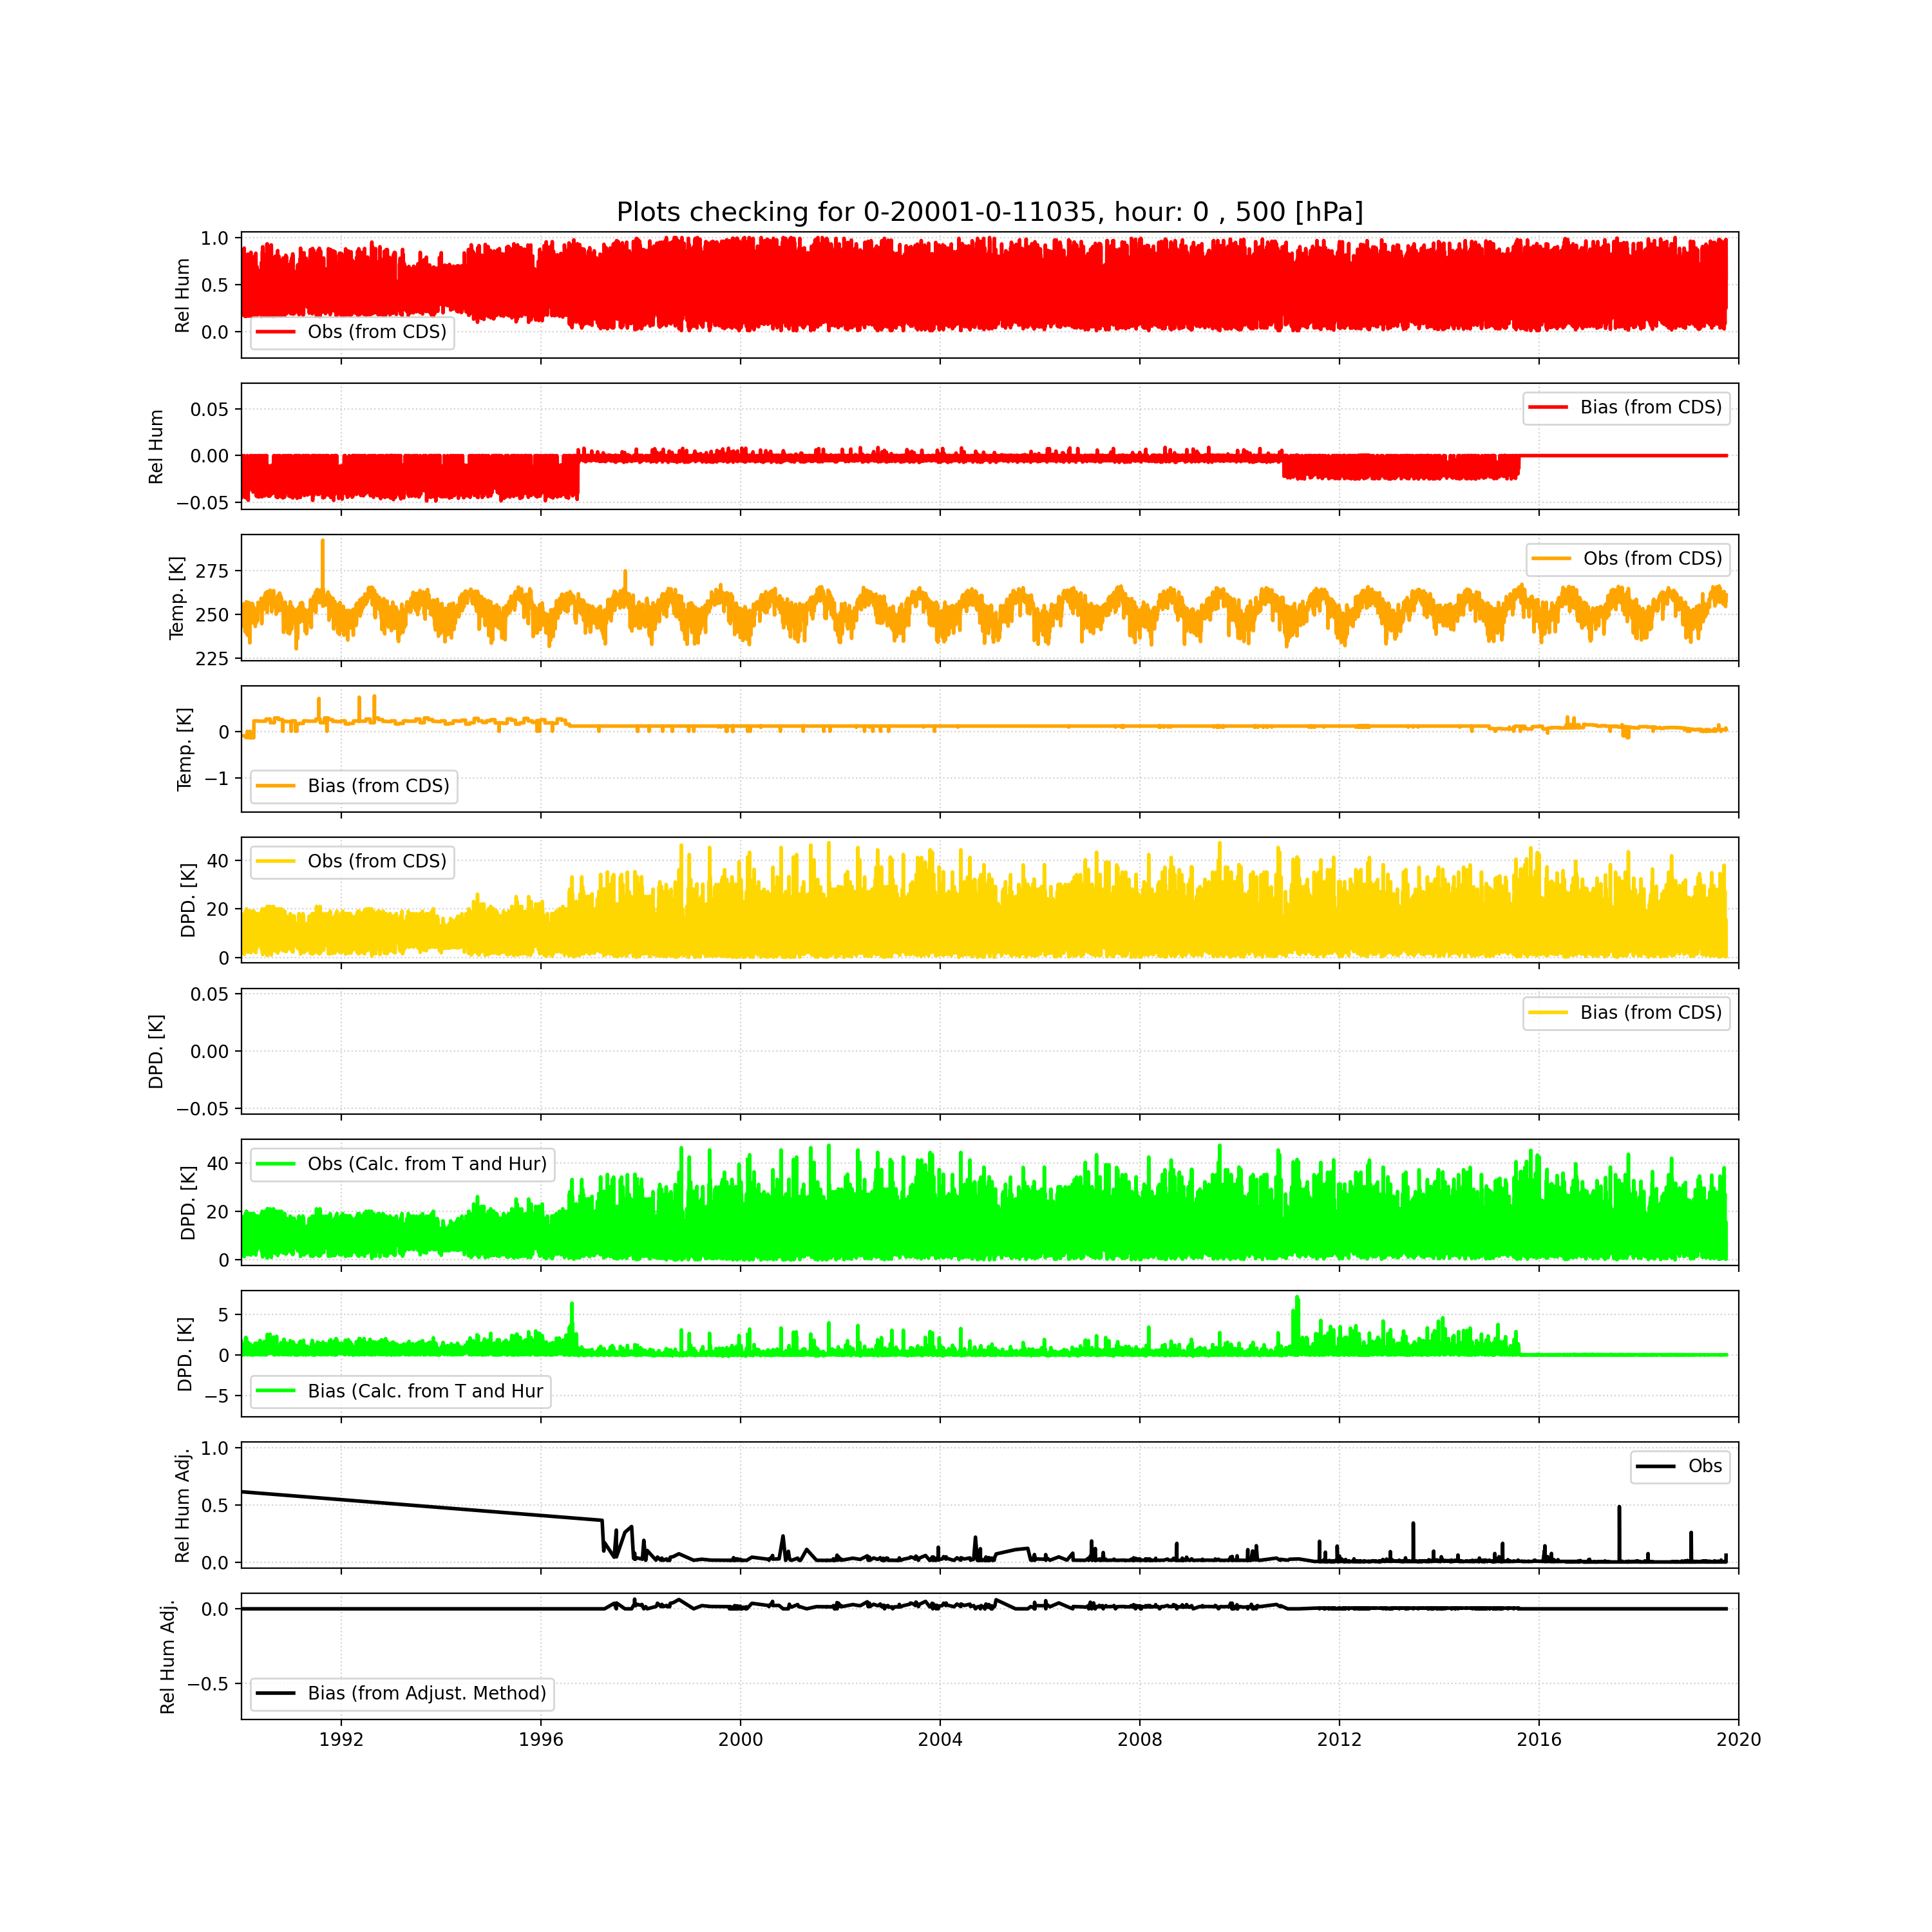 Plots checking for 0-20001-0-11035, hour: 0 , 500 [hPa]
Rel Hum
1.0
0.5
0.0
Obs (from CDS)
Rel Hum
0.05
0.00
−0.05
Bias (from CDS)
Temp. [K]
275
250
225
Obs (from CDS)
Temp. [K]
0
−1
Bias (from CDS)
DPD. [K]
40
20
0
Obs (from CDS)
DPD. [K]
0.05
0.00
−0.05
Bias (from CDS)
DPD. [K]
40
20
0
Obs (Calc. from T and Hur)
DPD. [K]
5
0
−5
Bias (Calc. from T and Hur
Rel Hum Adj.
1.0
0.5
0.0
Obs
Rel Hum Adj.
0.0
−0.5
Bias (from Adjust. Method)
1992 1996 2000 2004 2008 2012 2016 2020